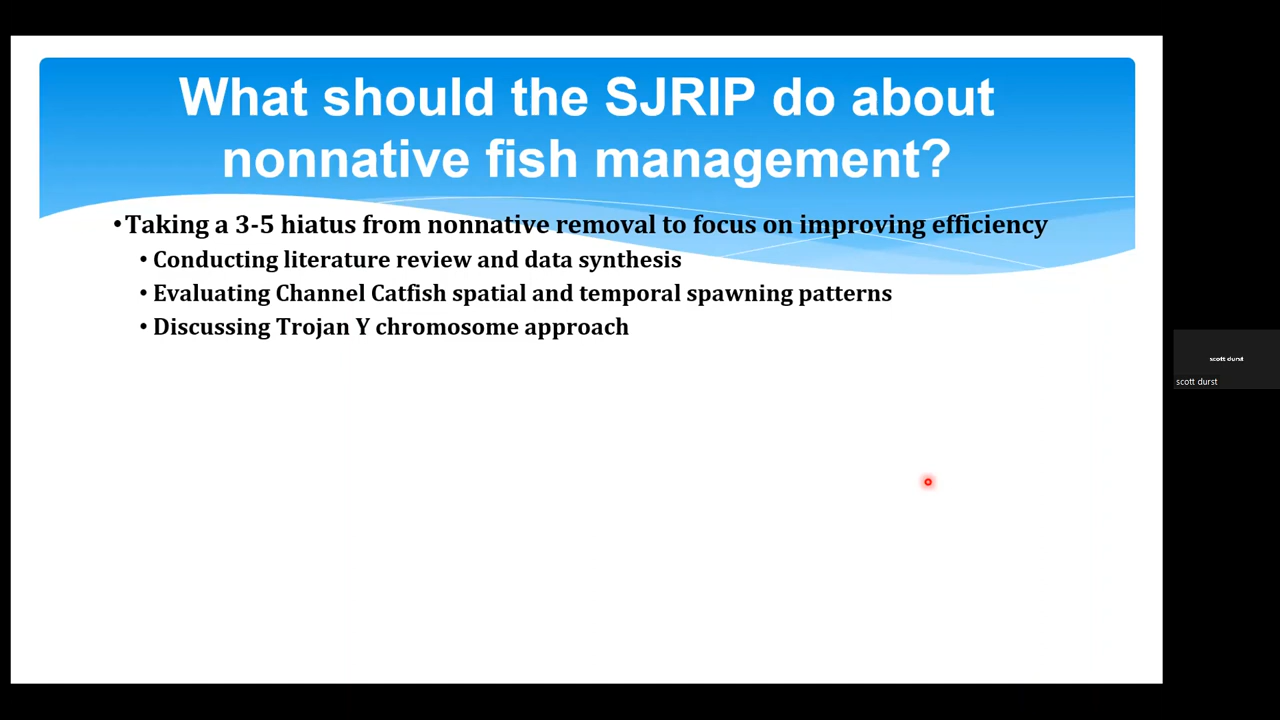 What should the SJRIP do about
nonnative fish management?
•Taking a 3-5 hiatus from nonnative removal to focus on improving efficiency
• Conducting literature review and data synthesis
• Evaluating Channel Catfish spatial and temporal spawning patterns
• Discussing Trojan Y chromosome approach
scott durst
scott durst